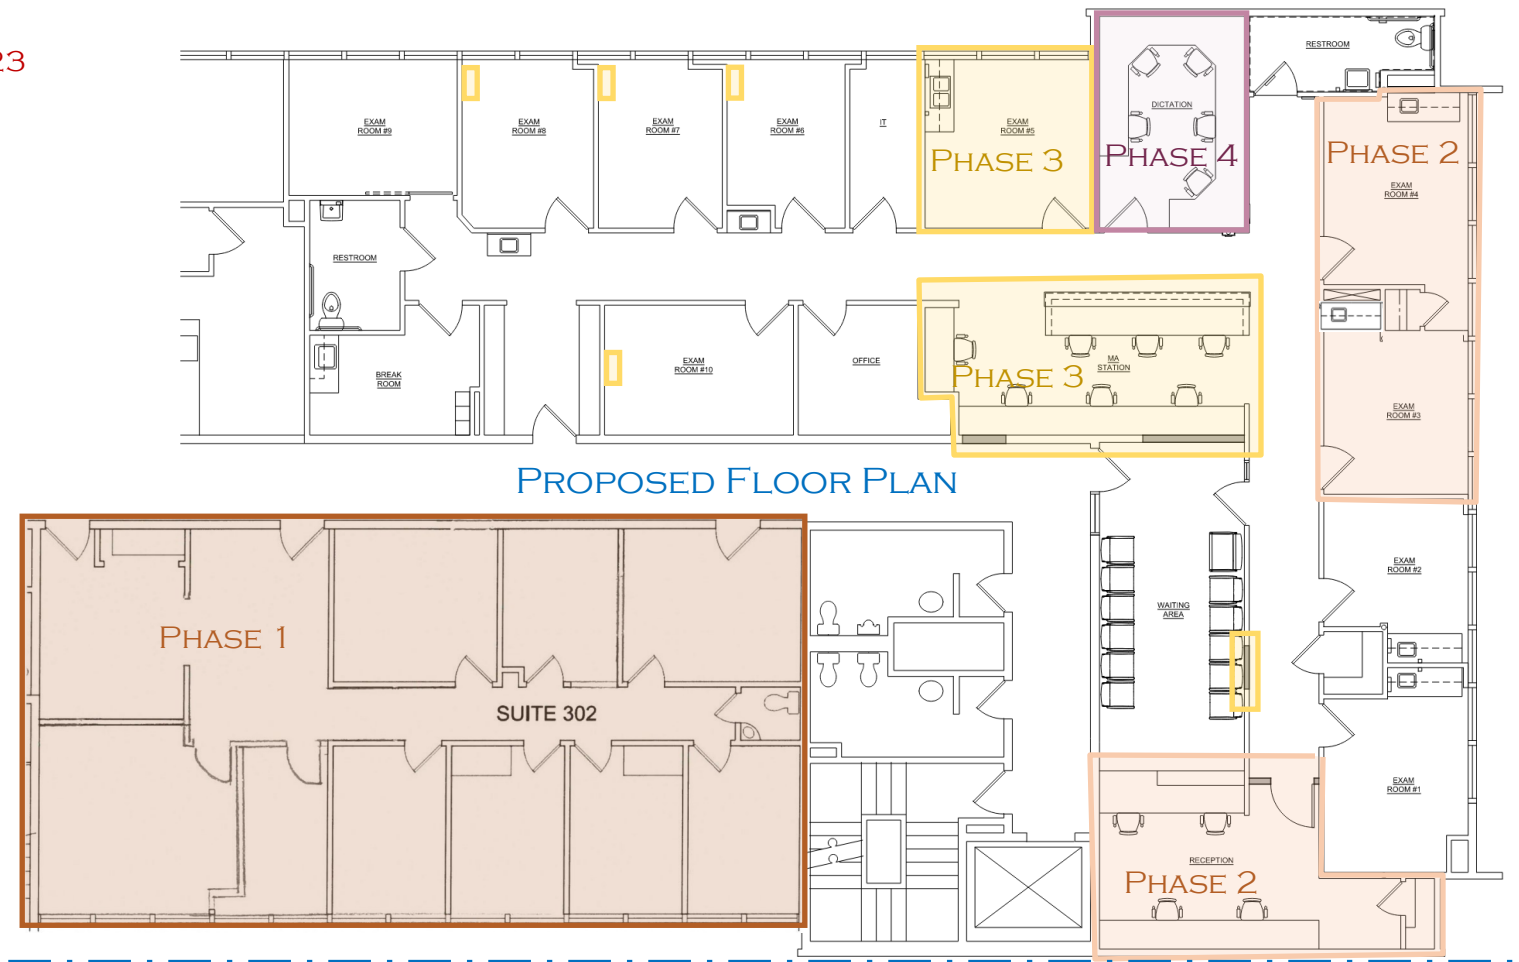 23
RESTROOM
EXAM
ROOM #9
EXAM
ROOM #8
EXAM
ROOM #7
EXAM
ROOM #6
IT
EXAM
ROOM #5
PHASE 3
DICTATION
PHASE 4
PHASE 2
EXAM
ROOM #4
RESTROOM
BREAK
ROOM
EXAM
ROOM #10
OFFICE
MA
STATION
PHASE 3
EXAM
ROOM #3
PROPOSED FLOOR PLAN
PHASE 1
SUITE 302
WAITING
AREA
EXAM
ROOM #2
EXAM
ROOM #1
RECEPTION
PHASE 2